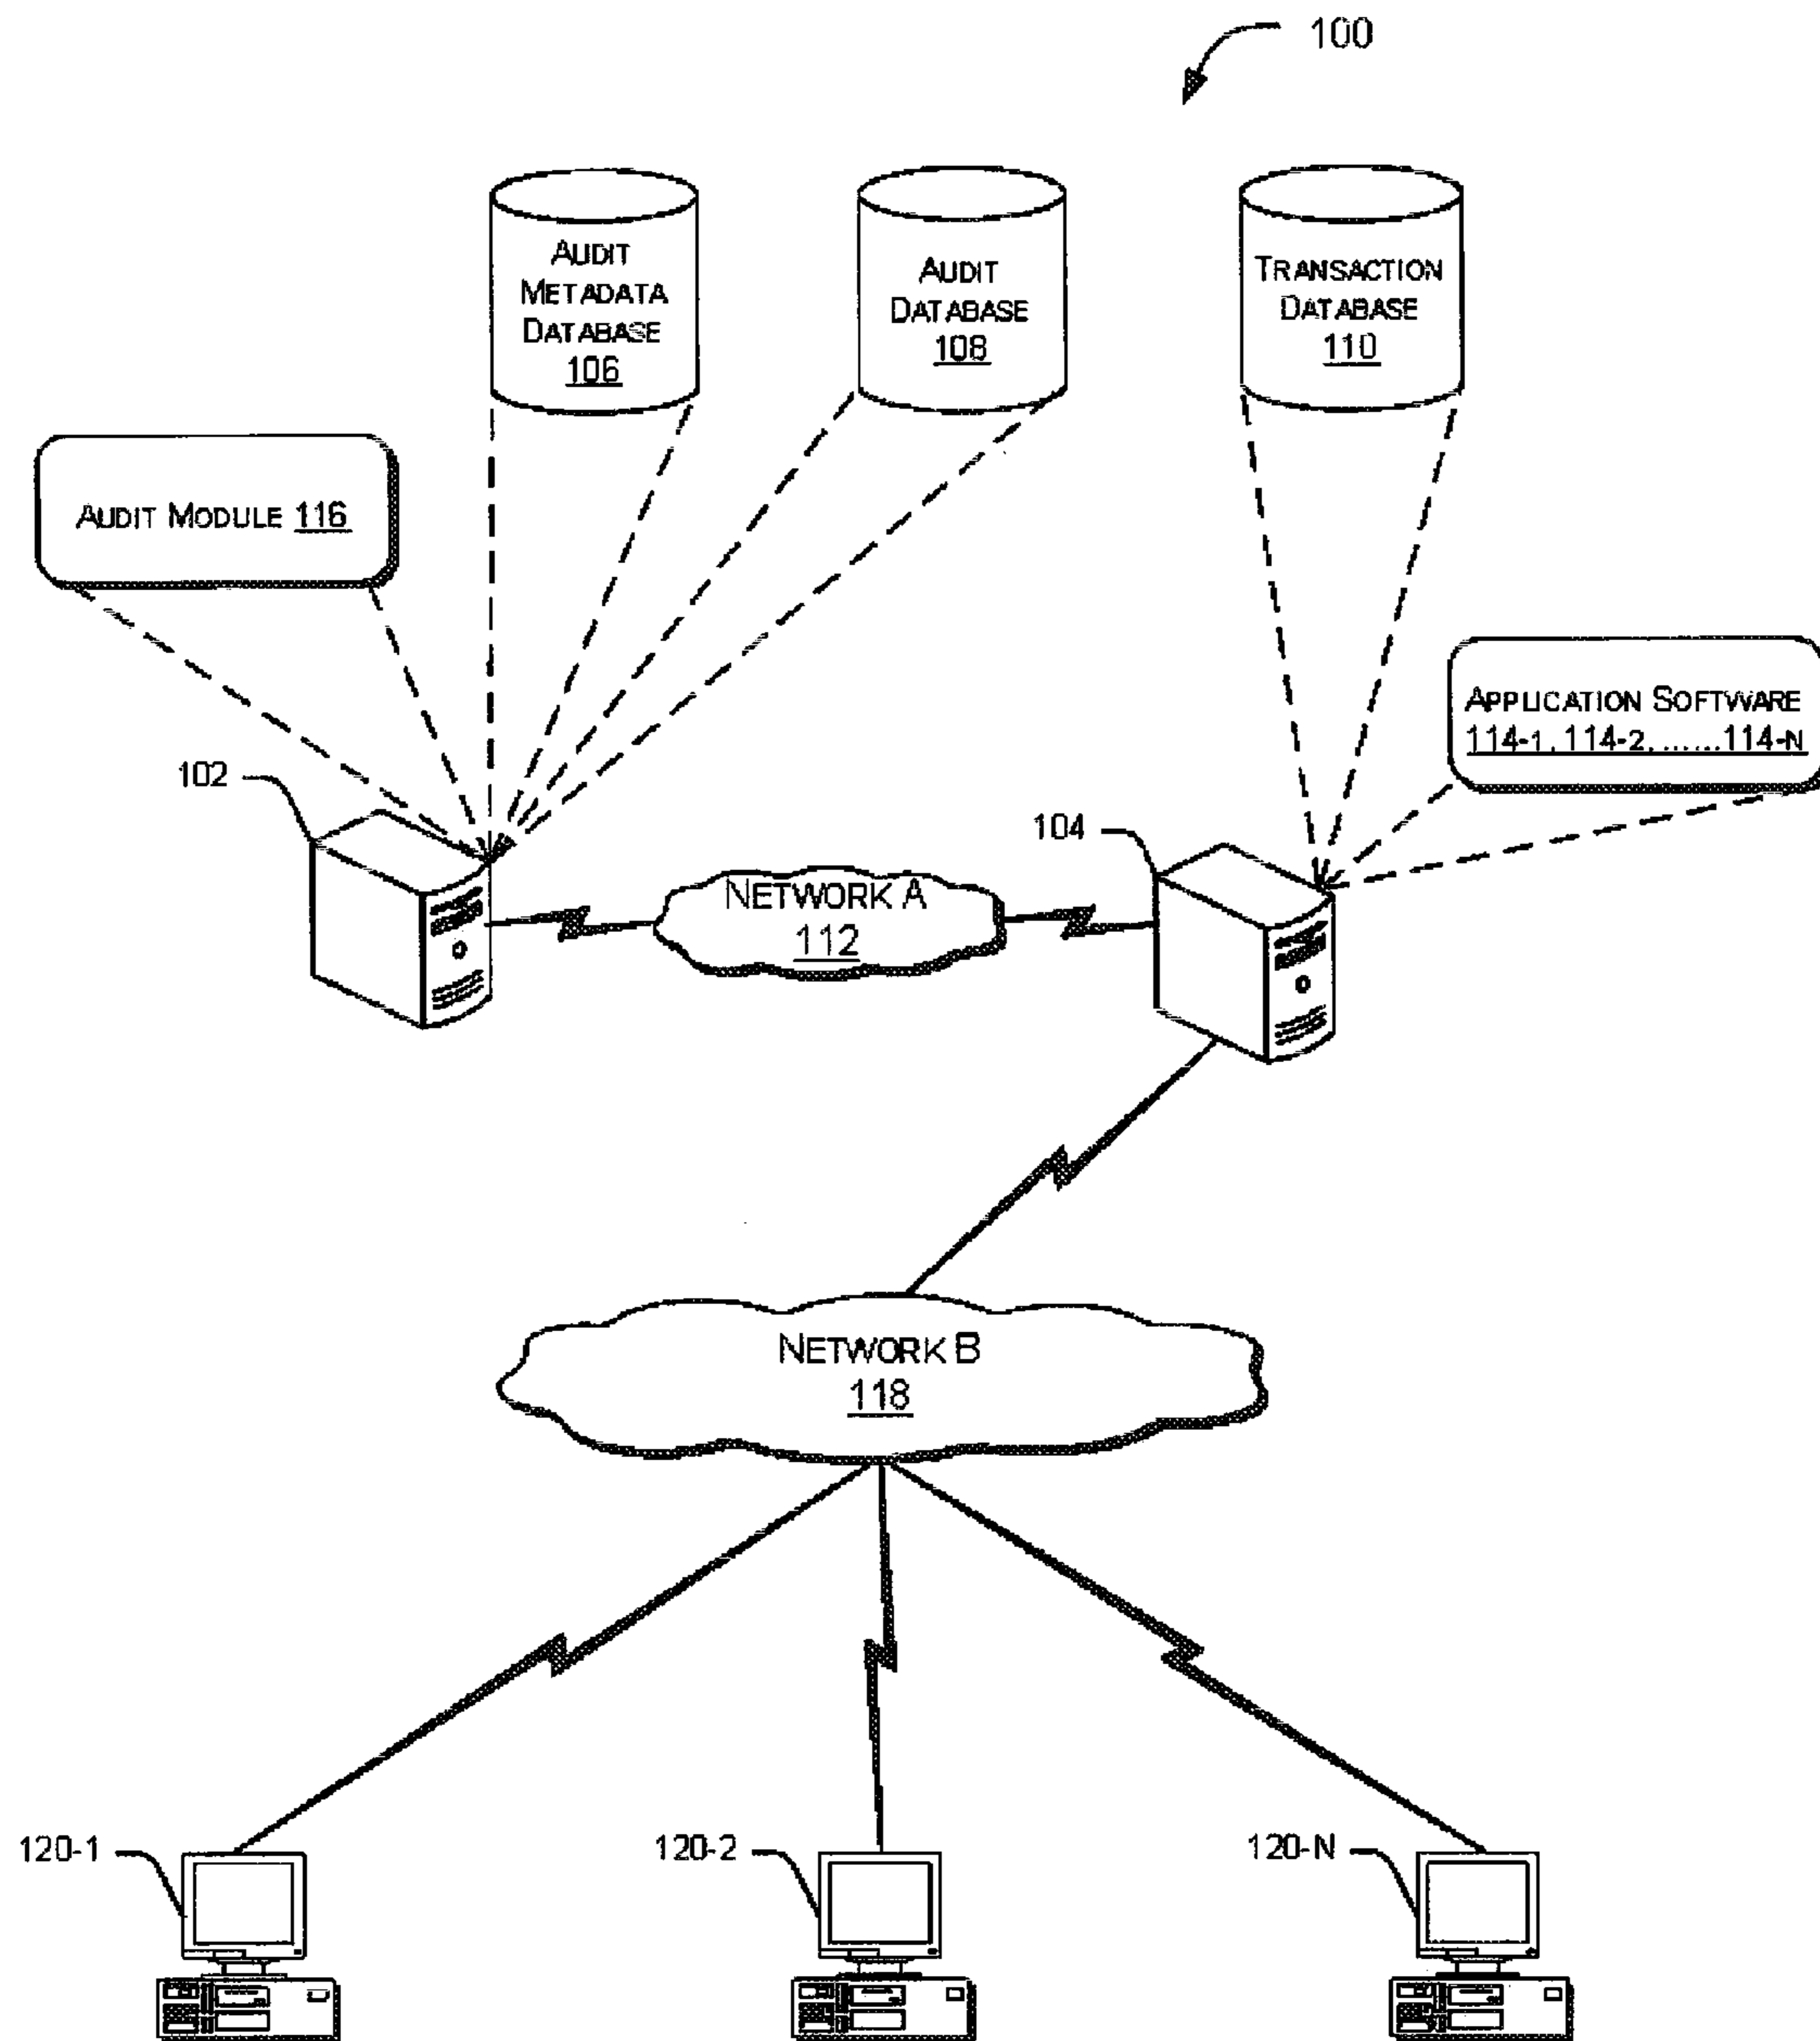 100
AUDIT
METADATA
DATABASE
106
AUDIT
DATABASE
108
TRANSACTION
DATABASE
110
AUDIT MODULE 116
APPLICATION SOFTWARE
114-1, 114-2, ......114-N
102
104
NETWORK A
112
NETWORK B
118
120-1
120-2
120-N